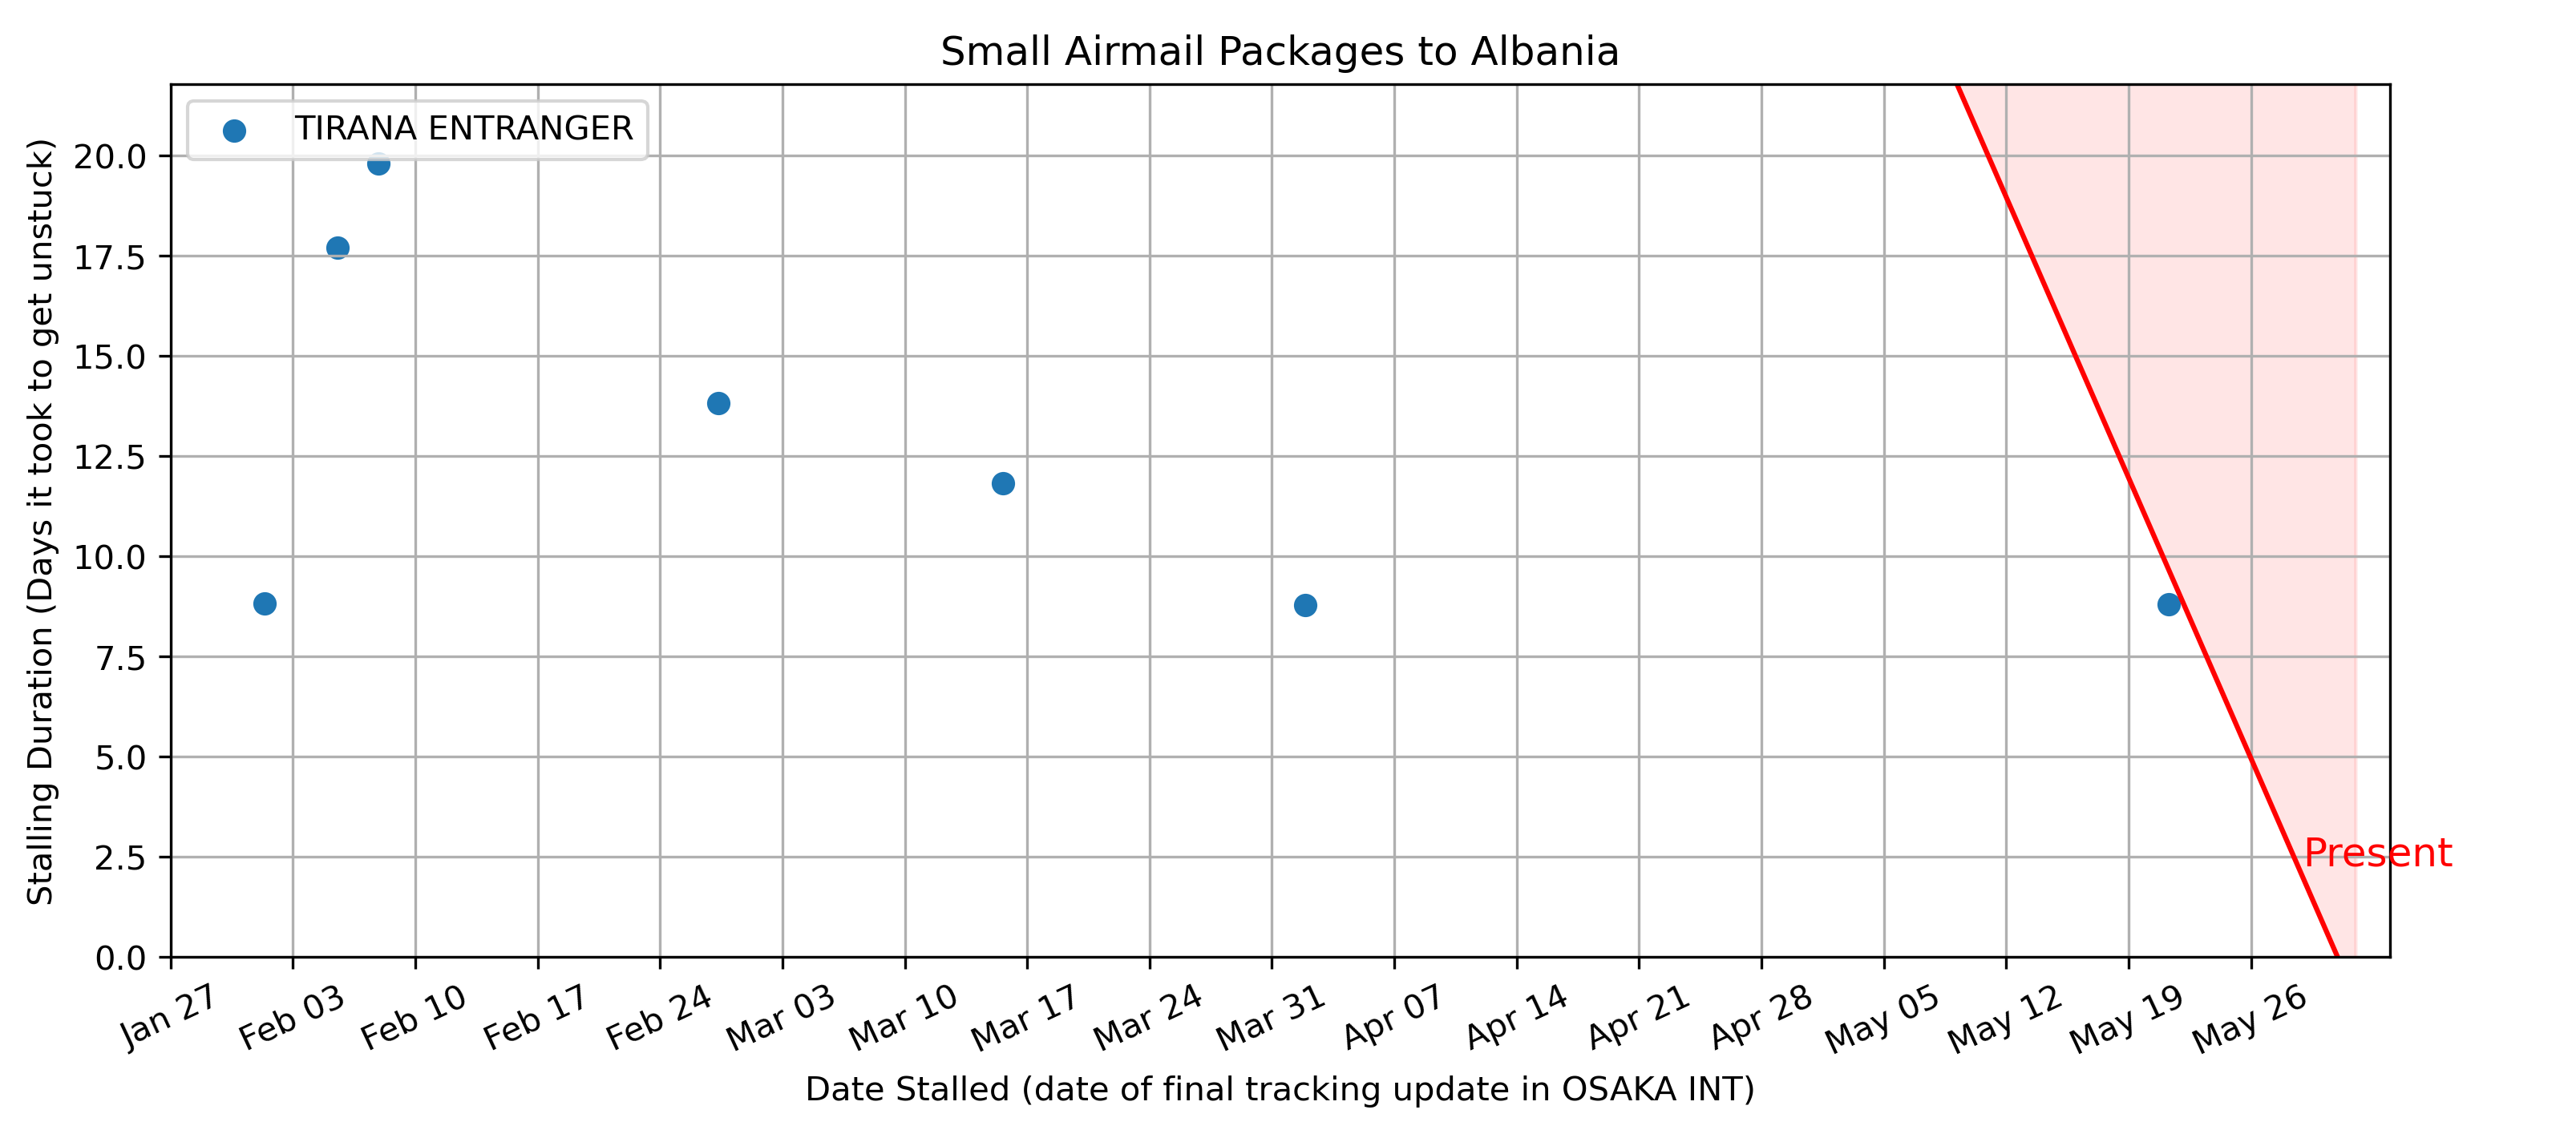 Small Airmail Packages to Albania
TIRANA ENTRANGER
Stalling Duration (Days it took to get unstuck)
20.0
17.5
15.0
12.5
10.0
7.5
5.0
2.5
0.0
Present
Jan 27
Feb 03
Feb 10
Feb 17
Feb 24
Mar 03
Mar 10
Mar 17
Mar 24
Mar 31
Apr 07
Apr 14
Apr 21
Apr 28
May 05
May 12
May 19
May 26
Date Stalled (date of final tracking update in OSAKA INT)